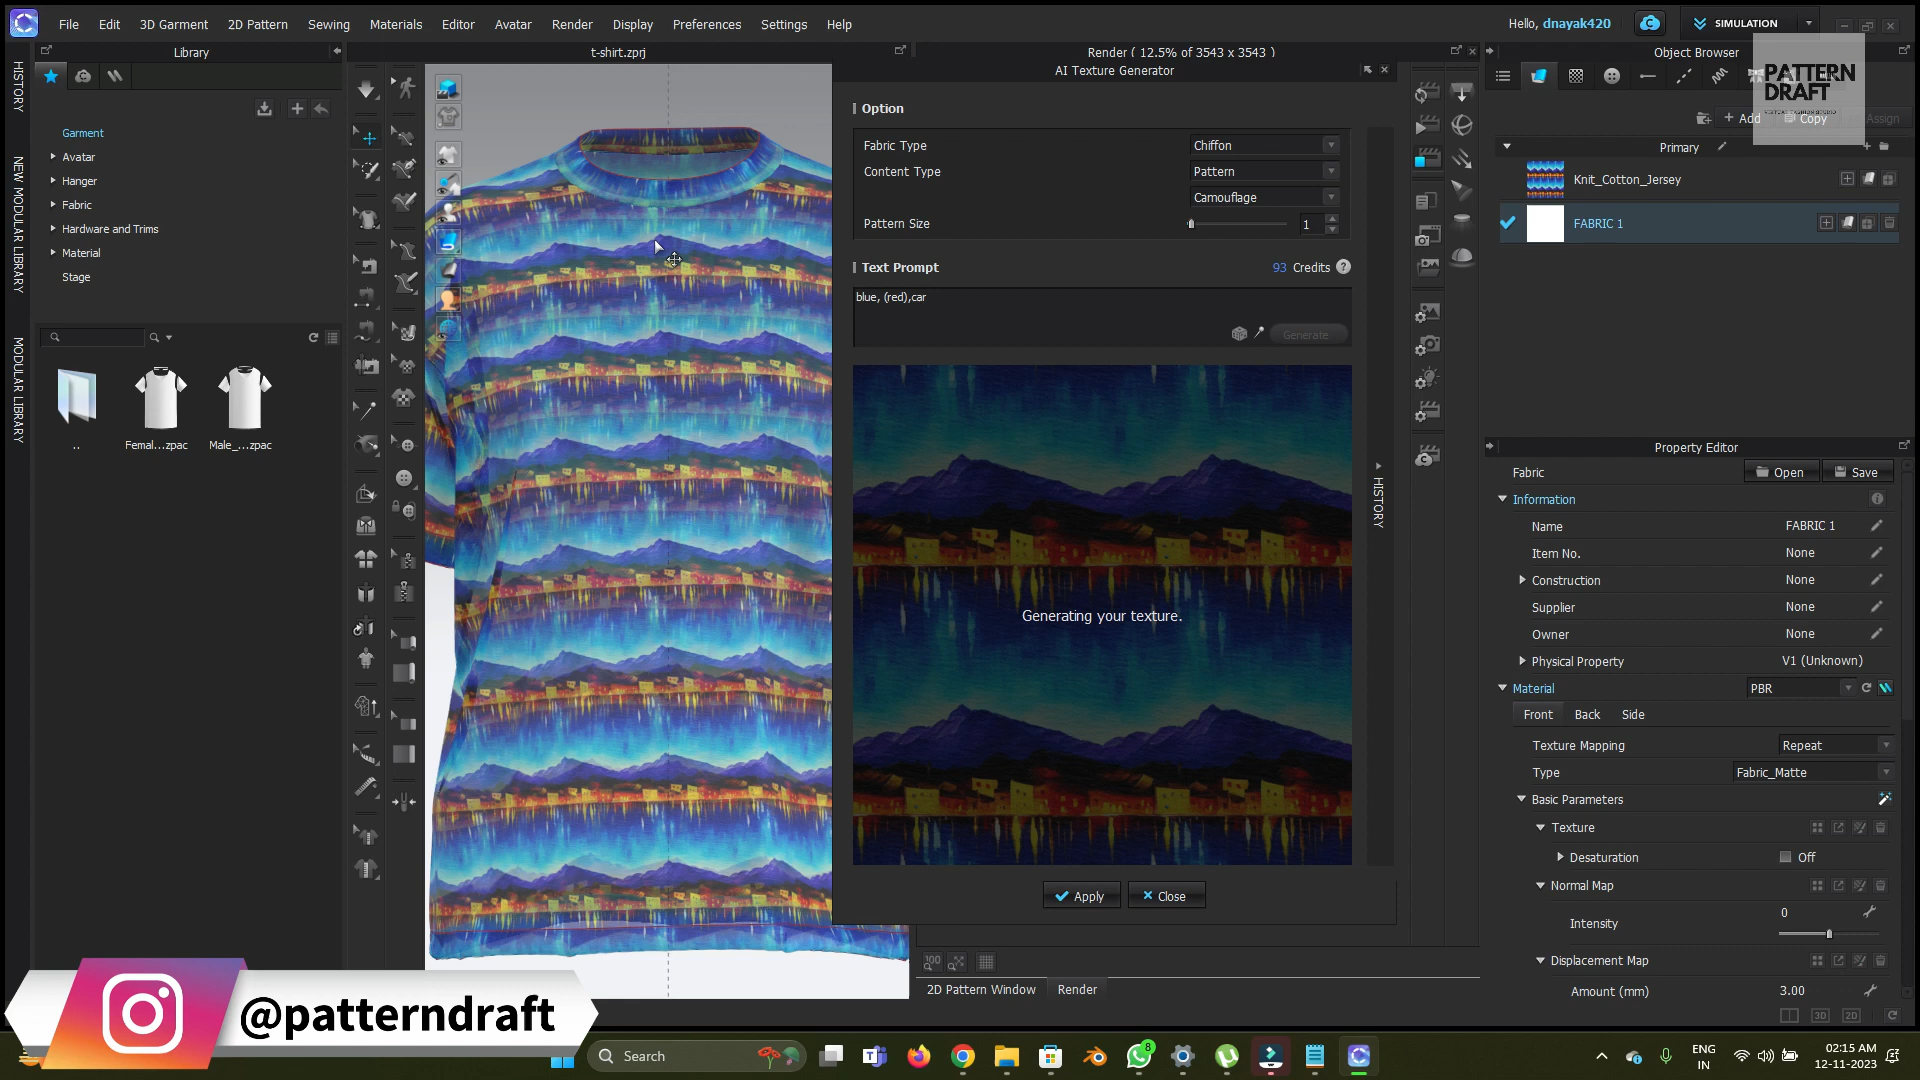 File Edit 3D Garment 2D Pattern Sewing Materials Editor Avatar Render Display Preferences Settings Help
Hello, dnayak420
SIMULATION
Library
t-shirt.zprj
Render ( 12.5% of 3543 x 3543 )
Object Browser
AI Texture Generator
PATTERN
DRAFT
HISTORY
NEW MODULAR LIBRARY
MODULAR LIBRARY
Garment
Avatar
Hanger
Fabric
Hardware and Trims
Material
Stage
..
Femal...zpac
Male_...zpac
Option
Fabric Type
Chiffon
Content Type
Pattern
Camouflage
Pattern Size
1
Text Prompt
93 Credits ?
blue, (red),car
Generate
Generating your texture.
HISTORY
Apply
Close
2D Pattern Window
Render
100
+ Add
Copy
Assign
Primary
Knit_Cotton_Jersey
FABRIC 1
Property Editor
Fabric
Open
Save
Information
Name
FABRIC 1
Item No.
None
Construction
None
Supplier
None
Owner
None
Physical Property
V1 (Unknown)
Material
PBR
Front Back Side
Texture Mapping
Repeat
Type
Fabric_Matte
Basic Parameters
Texture
Desaturation
Off
Normal Map
Intensity
0
Displacement Map
Amount (mm)
3.00
3D
2D
@patterndraft
Search
8
ENG
IN
02:15 AM
12-11-2023